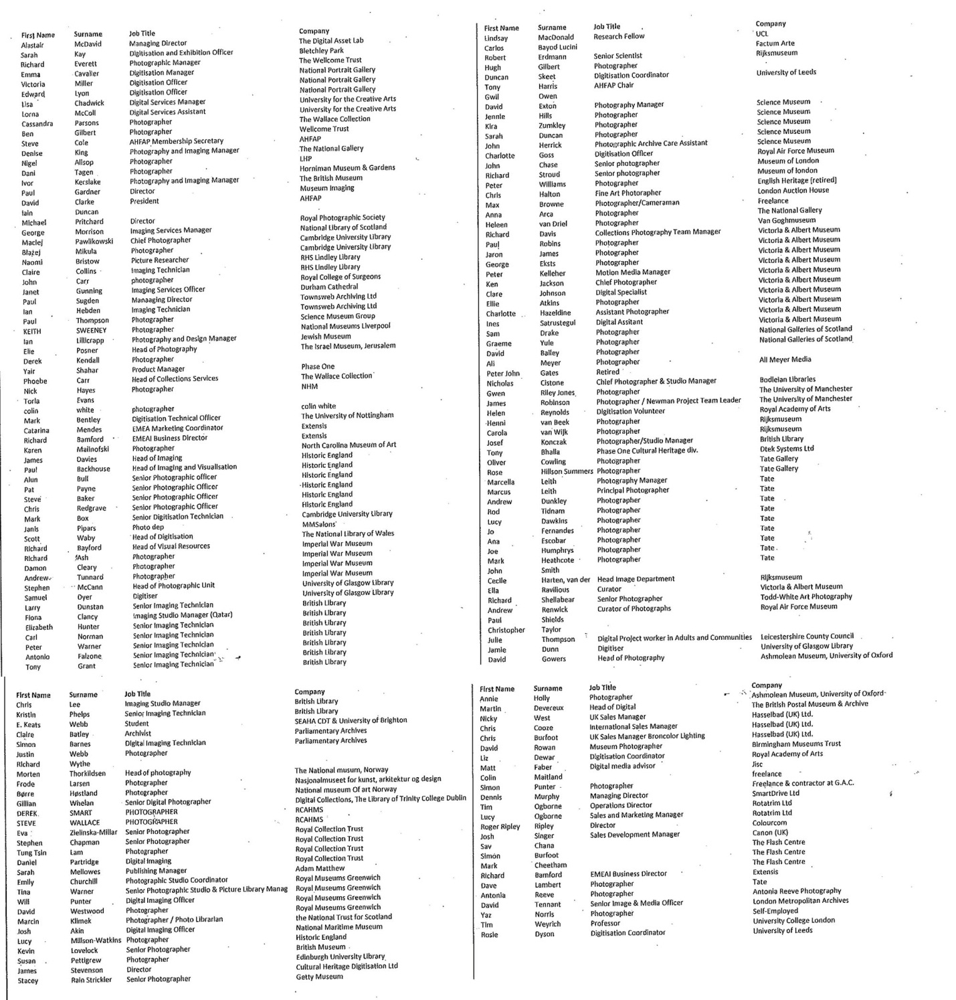 First Name Surname Job Title Company
Alastair McDavid Managing Director The Digital Asset Lab
Sarah Kay Digitisation and Exhibition Officer Bletchley Park
Richard Everett Photographic Manager The Wellcome Trust
Emma Cavalier Digitisation Manager National Portrait Gallery
Victoria Miller Digitisation Officer National Portrait Gallery
Edward Lyon Digitisation Officer National Portrait Gallery
Lisa Chadwick Digital Services Manager University for the Creative Arts
Lorna McColl Digital Services Assistant University for the Creative Arts
Cassandra Parsons Photographer The Wallace Collection
Ben Gilbert Photographer Wellcome Trust
Steve Cole AHFAP Membership Secretary AHFAP
Denise King Photography and Imaging Manager The National Gallery
Nigel Allsop Photographer LHP
Dani Tagen Photographer Horniman Museum & Gardens
Ivor Kerslake Photography and Imaging Manager The British Museum
Paul Gardner Director Museum Imaging
David Clarke President AHFAP
Iain Duncan
Michael Pritchard Director Royal Photographic Society
George Morrison Imaging Services Manager National Library of Scotland
Maciej Pawlikowski Chief Photographer Cambridge University Library
Błażej Mikuła Photographer Cambridge University Library
Naomi Bristow Picture Researcher RHS Lindley Library
Claire Collins Imaging Technician RHS Lindley Library
John Carr photographer Royal College of Surgeons
Janet Gunning Imaging Services Officer Durham Cathedral
Paul Sugden Manaaging Director Townsweb Archiving Ltd
Ian Hebden Imaging Technician Townsweb Archiving Ltd
Paul Thompson Photographer Science Museum Group
KEITH SWEENEY Photographer National Museums Liverpool
Ian Lillicrapp Photography and Design Manager Jewish Museum
Elie Posner Head of Photography The Israel Museum, Jerusalem
Derek Kendall Photographer
Yair Shahar Product Manager Phase One
Phoebe Carr Head of Collections Services The Wallace Collection
Nick Hayes Photographer NHM
Torla Evans
colin white photographer colin white
Mark Bentley Digitisation Technical Officer The University of Nottingham
Catarina Mendes EMEA Marketing Coordinator Extensis
Richard Bamford EMEAI Business Director Extensis
Karen Malinofski Photographer North Carolina Museum of Art
James Davies Head of Imaging Historic England
Paul Backhouse Head of Imaging and Visualisation Historic England
Alun Bull Senior Photographic officer Historic England
Pat Payne Senior Photographic Officer Historic England
Steve Baker Senior Photographic Officer Historic England
Chris Redgrave Senior Photographic Officer Historic England
Mark Box Senior Digitisation Technician Cambridge University Library
Janis Pipars Photo dep MMSalons
Scott Waby Head of Digitisation The National Library of Wales
Richard Bayford Head of Visual Resources Imperial War Museum
Richard Ash Photographer Imperial War Museum
Damon Cleary Photographer Imperial War Museum
Andrew Tunnard Photographer Imperial War Museum
Stephen McCann Head of Photographic Unit University of Glasgow Library
Samuel Dyer Digitiser University of Glasgow Library
Larry Dunstan Senior Imaging Technician British Library
Fiona Clancy Imaging Studio Manager (Qatar) British Library
Elizabeth Hunter Senior Imaging Technician British Library
Carl Norman Senior Imaging Technician British Library
Peter Warner Senior Imaging Technician British Library
Antonio Falzone Senior Imaging Technician British Library
Tony Grant Senior Imaging Technician British Library
First Name Surname Job Title Company
Lindsay MacDonald Research Fellow UCL
Carlos Bayod Lucini Factum Arte
Robert Erdmann Senior Scientist Rijksmuseum
Hugh Gilbert Photographer
Duncan Skeet Digitisation Coordinator University of Leeds
Tony Harris AHFAP Chair
Gwil Owen
David Exton Photography Manager Science Museum
Jennie Hills Photographer Science Museum
Kira Zumkley Photographer Science Museum
Sarah Duncan Photographer Science Museum
John Herrick Photographic Archive Care Assistant Science Museum
Charlotte Goss Digitisation Officer Royal Air Force Museum
John Chase Senior photographer Museum of London
Richard Stroud Senior photographer Museum of london
Peter Williams Photographer English Heritage [retired]
Chris Halton Fine Art Photorapher London Auction House
Max Browne Photographer/Cameraman Freelance
Anna Arca Photographer The National Gallery
Heleen van Driel Photographer Van Goghmuseum
Richard Davis Collections Photography Team Manager Victoria & Albert Museum
Paul Robins Photographer Victoria & Albert Museum
Jaron James Photographer Victoria & Albert Museum
George Eksts Photographer Victoria & Albert Museum
Peter Kelleher Motion Media Manager Victoria & Albert Museum
Ken Jackson Chief Photographer Victoria & Albert Museum
Clare Johnson Digital Specialist Victoria & Albert Museum
Ellie Atkins Photographer Victoria & Albert Museum
Charlotte Hazeldine Assistant Photographer Victoria & Albert Museum
Ines Satrustegui Digital Assitant Victoria & Albert Museum
Sam Drake Photographer National Galleries of Scotland
Graeme Yule Photographer National Galleries of Scotland
David Bailey Photographer
Ali Meyer Photographer Ali Meyer Media
Peter John Gates Retired
Nicholas Cistone Chief Photographer & Studio Manager Bodleian Libraries
Gwen Riley Jones Photographer The University of Manchester
James Robinson Photographer / Newman Project Team Leader The University of Manchester
Helen Reynolds Digitisation Volunteer Royal Academy of Arts
Henni van Beek Photographer Rijksmuseum
Carola van Wijk Photographer Rijksmuseum
Josef Konczak Photographer/Studio Manager British Library
Tony Bhalla Phase One Cultural Heritage div. Dtek Systems Ltd
Oliver Cowling Photographer Tate Gallery
Rose Hillson Summers Photographer Tate Gallery
Marcella Leith Photography Manager Tate
Marcus Leith Principal Photographer Tate
Andrew Dunkley Photographer Tate
Rod Tidnam Photographer Tate
Lucy Dawkins Photographer Tate
Jo Fernandes Photographer Tate
Ana Escobar Photographer Tate
Joe Humphrys Photographer Tate
Mark Heathcote Photographer Tate
John Smith
Cecile Harten, van der Head Image Department Rijksmuseum
Ella Ravilious Curator Victoria & Albert Museum
Richard Shellabear Senior Photographer Todd-White Art Photography
Andrew Renwick Curator of Photographs Royal Air Force Museum
Paul Shields
Christopher Taylor
Julie Thompson Digital Project worker in Adults and Communities Leicestershire County Council
Jamie Dunn Digitiser University of Glasgow Library
David Gowers Head of Photography Ashmolean Museum, University of Oxford
First Name Surname Job Title Company
Chris Lee Imaging Studio Manager British Library
Kristin Phelps Senior Imaging Technician British Library
E. Keats Webb Student SEAHA CDT & University of Brighton
Claire Batley Archivist Parliamentary Archives
Simon Barnes Digital Imaging Technician Parliamentary Archives
Justin Webb Photographer
Richard Wythe
Morten Thorkildsen Head of photography The National musum, Norway
Frode Larsen Photographer Nasjonalmuseet for kunst, arkitektur og design
Børre Høstland Photographer National museum Of art Norway
Gillian Whelan Senior Digital Photographer Digital Collections, The Library of Trinity College Dublin
DEREK SMART PHOTOGRAPHER RCAHMS
STEVE WALLACE PHOTOGRAPHER RCAHMS
Eva Zielinska-Millar Senior Photographer Royal Collection Trust
Stephen Chapman Senior Photographer Royal Collection Trust
Tung Tsin Lam Photographer Royal Collection Trust
Daniel Partridge Digital Imaging Royal Collection Trust
Sarah Mellowes Publishing Manager Adam Matthew
Emily Churchill Photographic Studio Coordinator Royal Museums Greenwich
Tina Warner Senior Photographic Studio & Picture Library Manag Royal Museums Greenwich
Will Punter Digital Imaging Officer Royal Museums Greenwich
David Westwood Photographer Royal Museums Greenwich
Marcin Klimek Photographer / Photo Librarian the National Trust for Scotland
Josh Akin Digital Imaging Officer National Maritime Museum
Lucy Millson-Watkins Photographer Historic England
Kevin Lovelock Senior Photographer British Museum
Susan Pettigrew Photographer Edinburgh University Library
James Stevenson Director Cultural Heritage Digitisation Ltd
Stacey Rain Strickler Senior Photographer Getty Museum
First Name Surname Job Title Company
Annie Holly Photographer Ashmolean Museum, University of Oxford
Martin Devereux Head of Digital The British Postal Museum & Archive
Nicky West UK Sales Manager Hasselbad (UK) Ltd.
Chris Cooze International Sales Manager Hasselbad (UK) Ltd.
Chris Burfoot UK Sales Manager Broncolor Lighting Hasselbad (UK) Ltd.
David Rowan Museum Photographer Birmingham Museums Trust
Liz Dewar Digitisation Coordinator Royal Academy of Arts
Matt Faber Digital media advisor Jisc
Colin Maitland freelance
Simon Punter Photographer Freelance & contractor at G.A.C.
Dennis Murphy Managing Director SmartDrive Ltd
Tim Ogborne Operations Director Rotatrim Ltd
Lucy Ogborne Sales and Marketing Manager Rotatrim Ltd
Roger Ripley Ripley Director Colourcom
Josh Singer Sales Development Manager Canon (UK)
Sav Chana The Flash Centre
Simon Burfoot The Flash Centre
Mark Cheetham The Flash Centre
Richard Bamford EMEAI Business Director Extensis
Dave Lambert Photographer Tate
Antonia Reeve Photographer Antonia Reeve Photography
David Tennant Senior Image & Media Officer London Metropolitan Archives
Yaz Norris Photographer Self-Employed
Tim Weyrich Professor University College London
Rosie Dyson Digitisation Coordinator University of Leeds